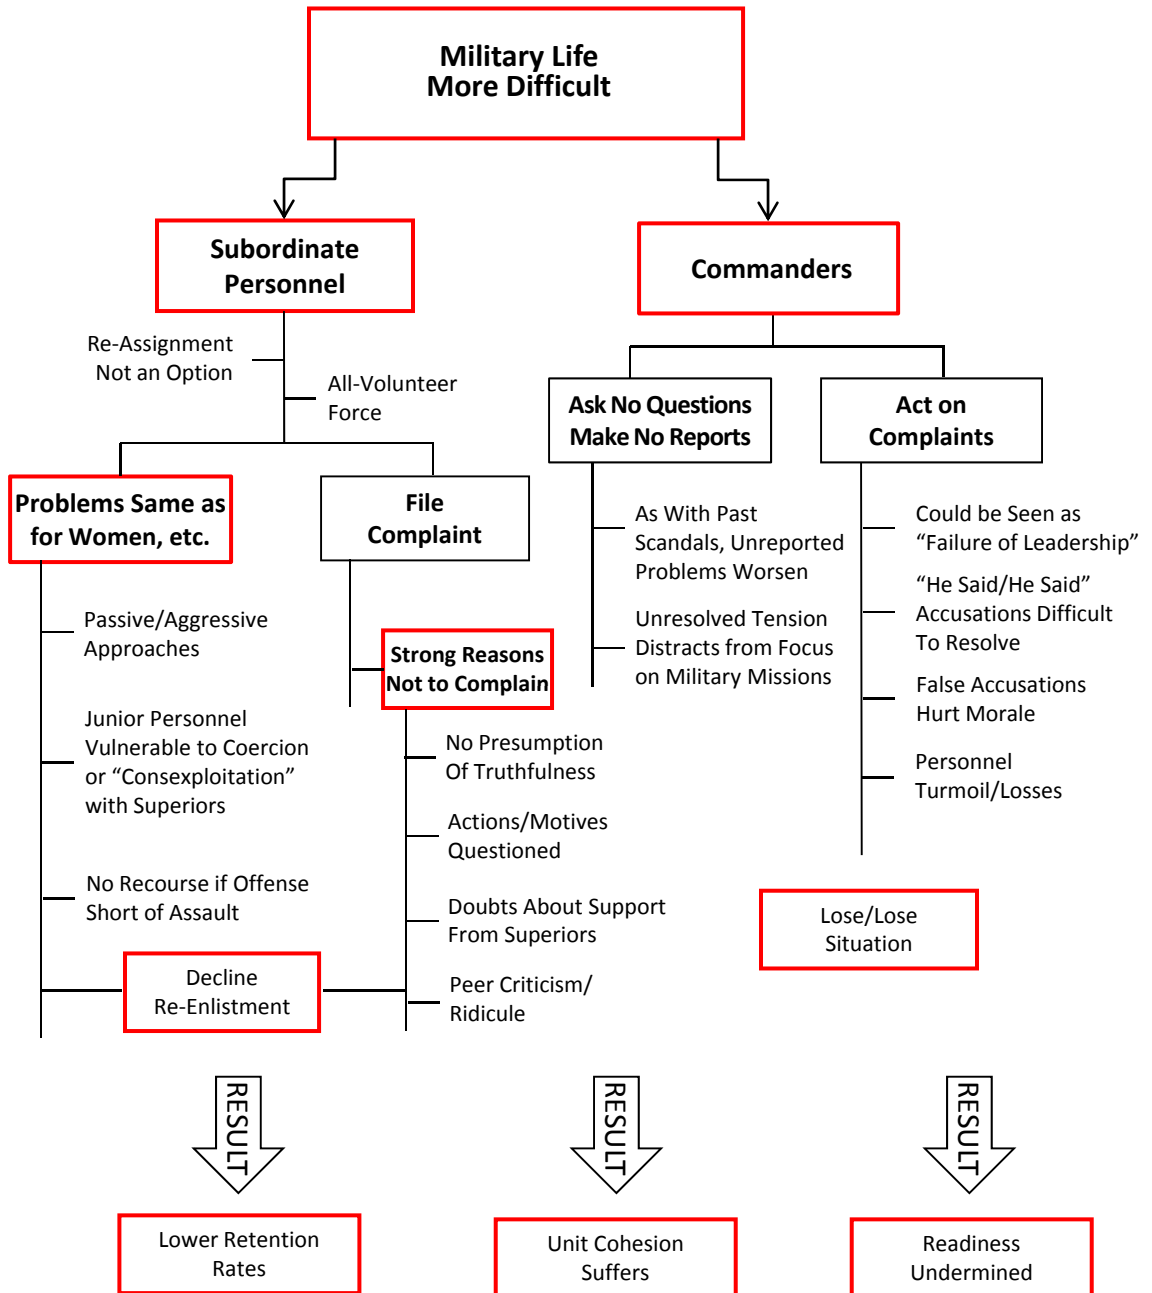 Military Life
More Difficult
Subordinate
Personnel
Commanders
Re-Assignment
Not an Option
All-Volunteer
Force
Ask No Questions
Make No Reports
Act on
Complaints
Problems Same as
for Women, etc.
File
Complaint
As With Past
Scandals, Unreported
Problems Worsen
Unresolved Tension
Distracts from Focus
on Military Missions
Could be Seen as
“Failure of Leadership”
“He Said/He Said”
Accusations Difficult
To Resolve
False Accusations
Hurt Morale
Personnel
Turmoil/Losses
Passive/Aggressive
Approaches
Junior Personnel
Vulnerable to Coercion
or “Consexploitation”
with Superiors
No Recourse if Offense
Short of Assault
Strong Reasons
Not to Complain
No Presumption
Of Truthfulness
Actions/Motives
Questioned
Doubts About Support
From Superiors
Peer Criticism/
Ridicule
Decline
Re-Enlistment
Lose/Lose
Situation
RESULT
RESULT
RESULT
Lower Retention
Rates
Unit Cohesion
Suffers
Readiness
Undermined